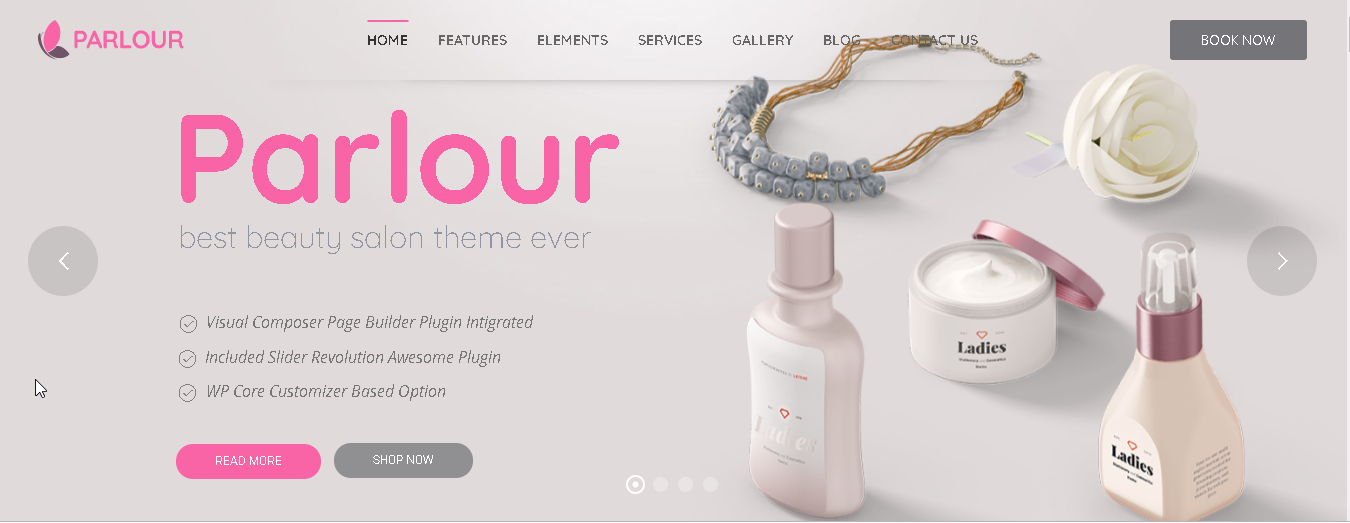 PARLOUR
HOME FEATURES ELEMENTS SERVICES GALLERY BLOG CONTACT US
BOOK NOW
Parlour
best beauty salon theme ever
Visual Composer Page Builder Plugin Intigrated
Included Slider Revolution Awesome Plugin
WP Core Customizer Based Option
READ MORE
SHOP NOW
Ladies
Ladies
Ladies